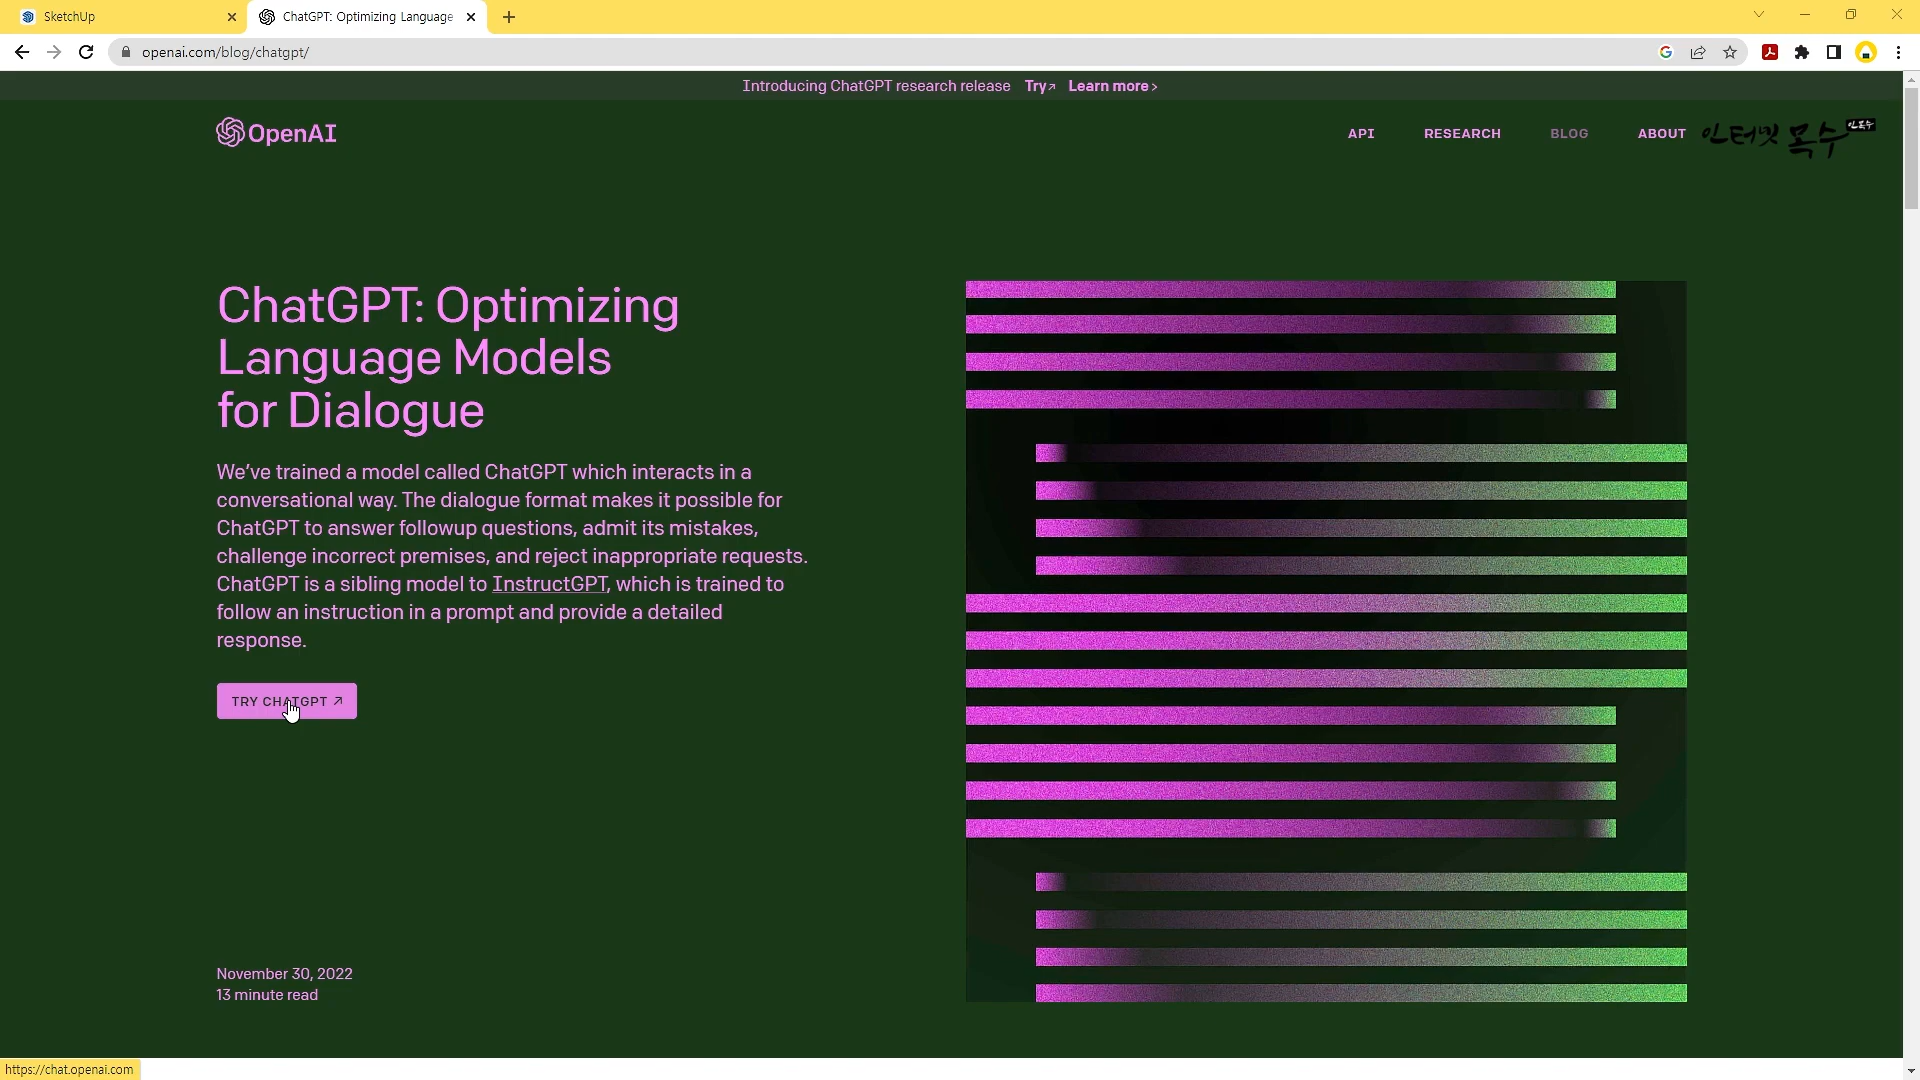 SketchUp
ChatGPT: Optimizing Language
openai.com/blog/chatgpt/
Introducing ChatGPT research release Try↗ Learn more >
OpenAI
API RESEARCH BLOG ABOUT
인터넷 목수 인목수
ChatGPT: Optimizing
Language Models
for Dialogue
We've trained a model called ChatGPT which interacts in a
conversational way. The dialogue format makes it possible for
ChatGPT to answer followup questions, admit its mistakes,
challenge incorrect premises, and reject inappropriate requests.
ChatGPT is a sibling model to InstructGPT, which is trained to
follow an instruction in a prompt and provide a detailed
response.
TRY CHATGPT ↗
November 30, 2022
13 minute read
https://chat.openai.com